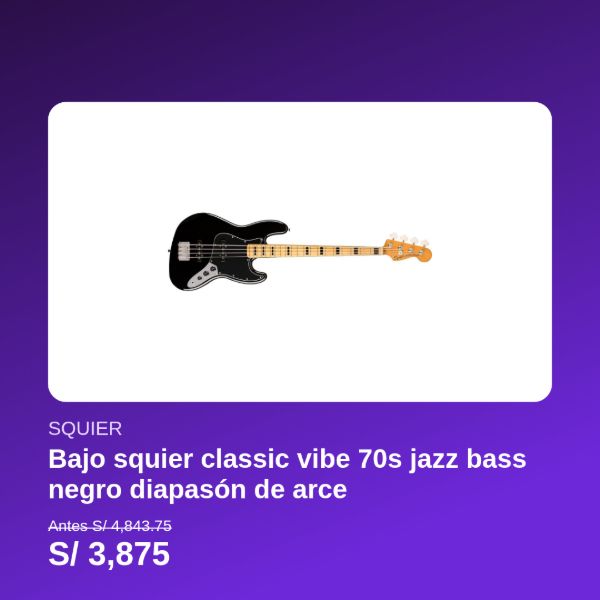 SQUIER
Bajo squier classic vibe 70s jazz bass
negro diapasón de arce
Antes S/ 4,843.75
S/ 3,875